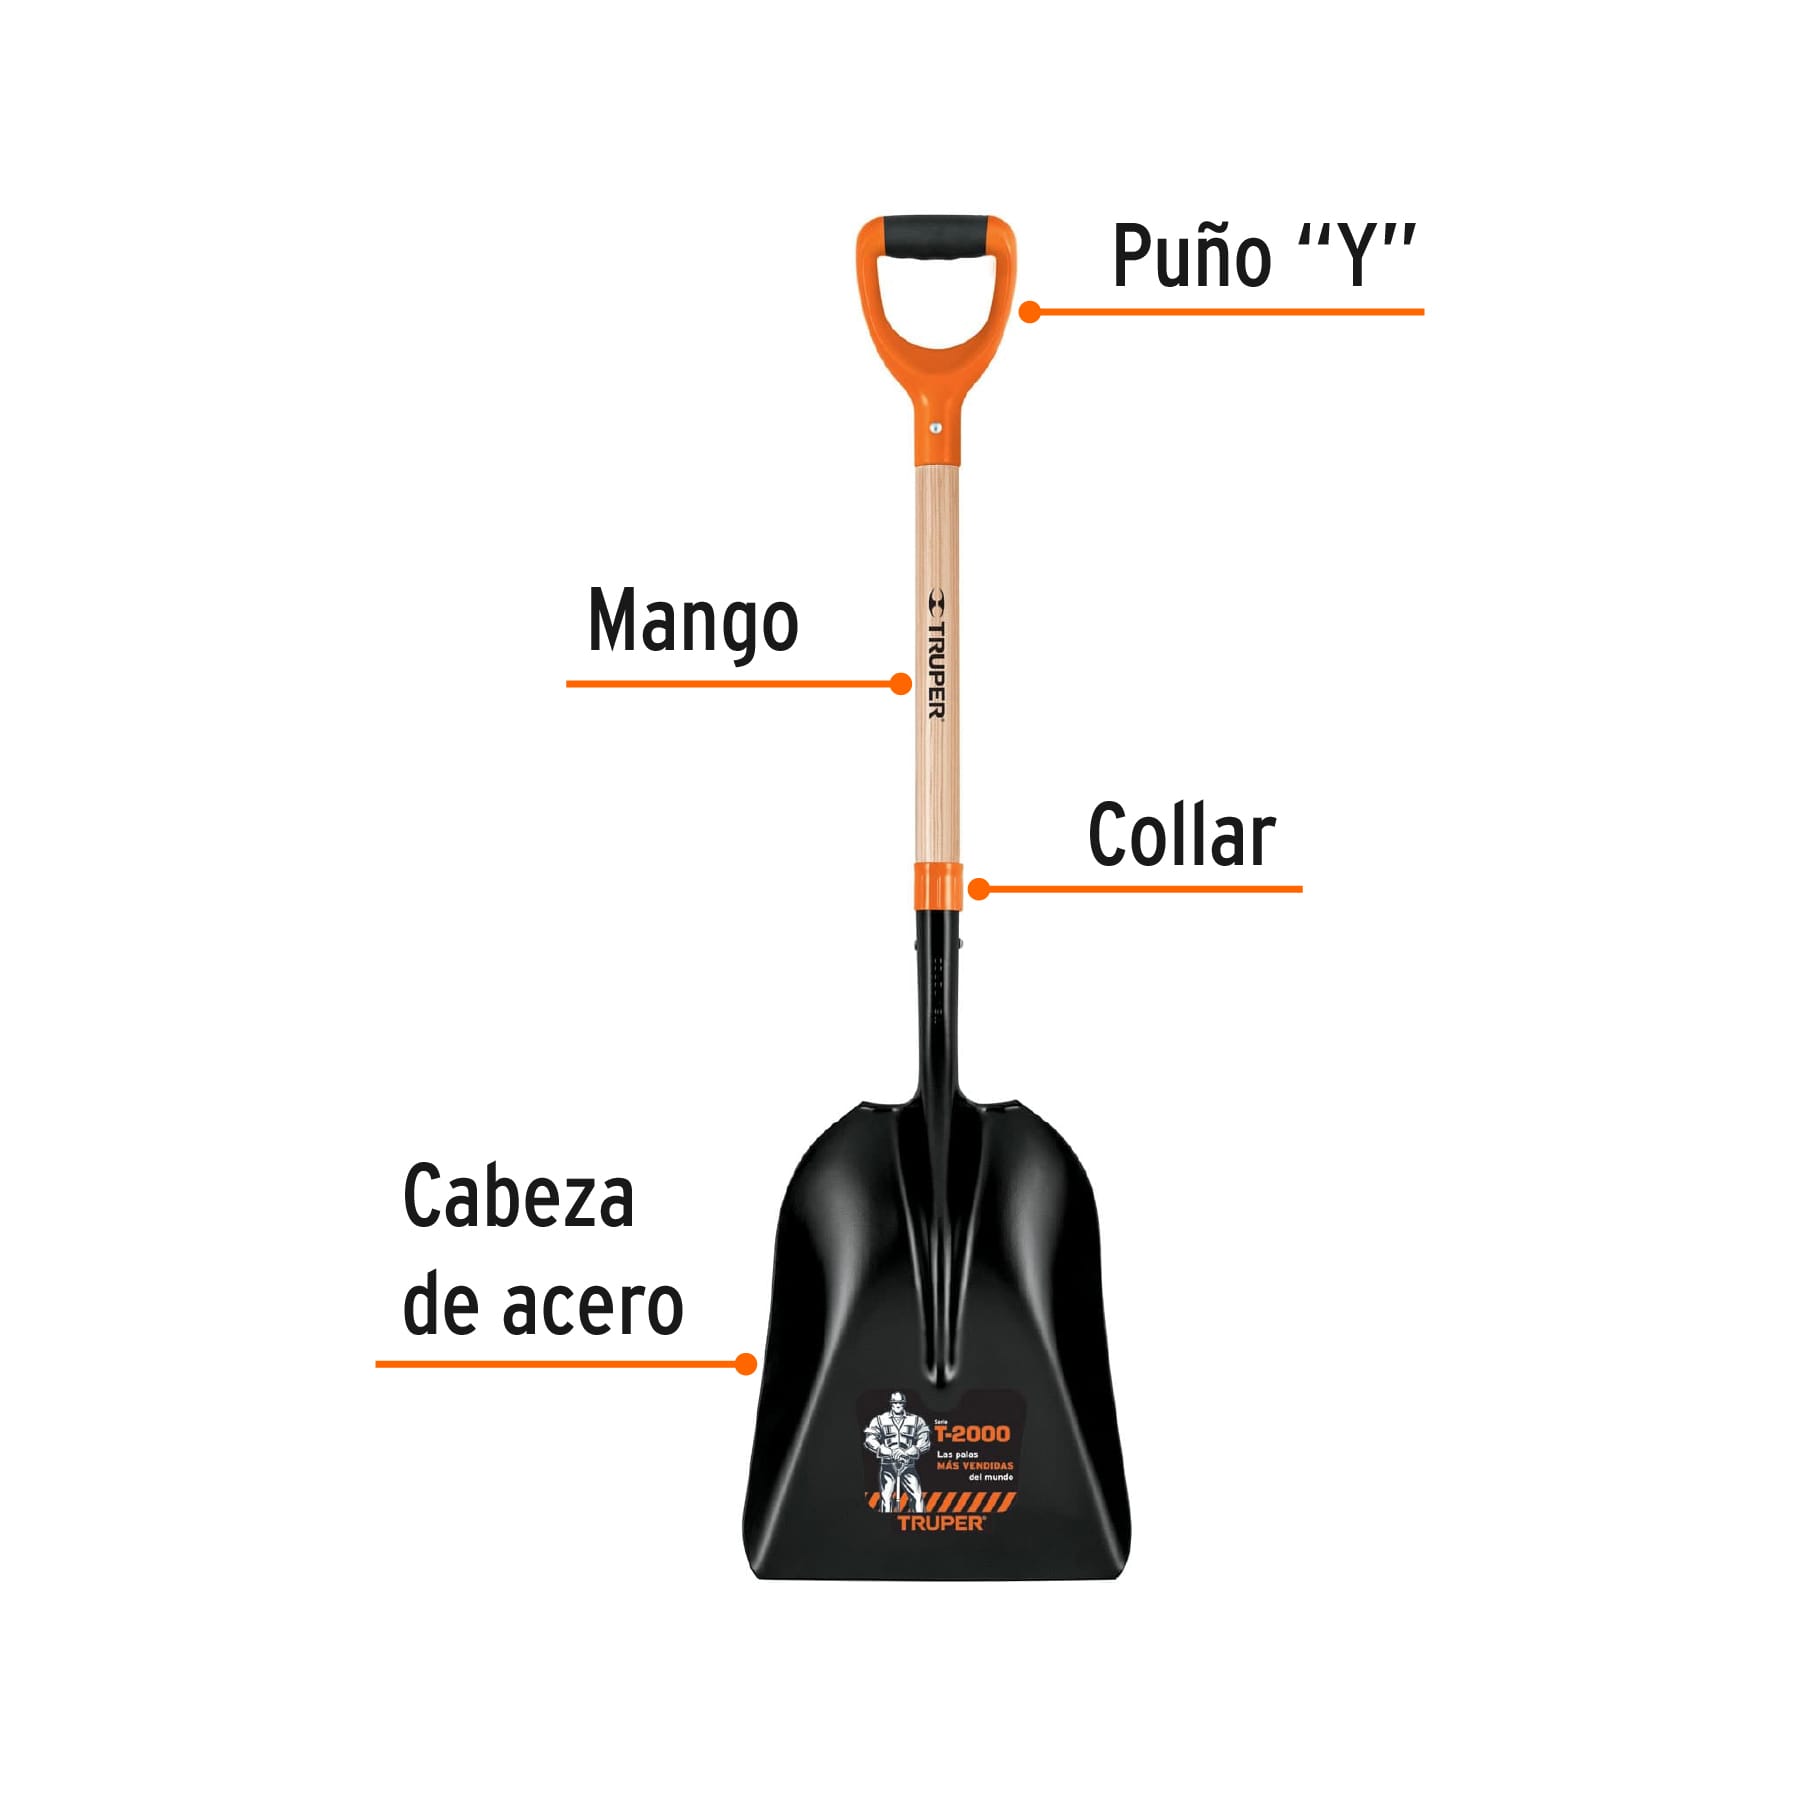 Puño “Y”
Mango
TRUPER
Collar
Cabeza
de acero
Serie
T-2000
Las palas
MÁS VENDIDAS
del mundo
TRUPER